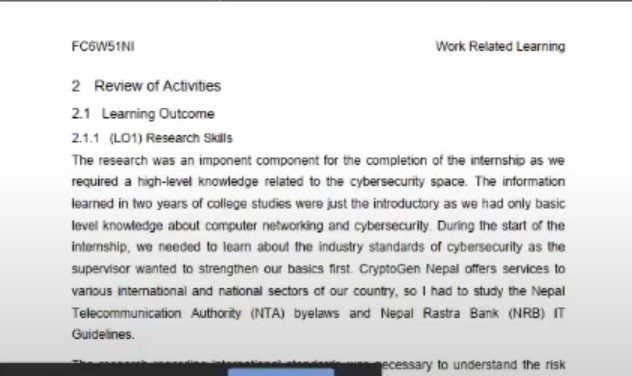 FC6W51NI Work Related Learning
2 Review of Activities
2.1 Learning Outcome
2.1.1 (LO1) Research Skills
The research was an imponent component for the completion of the internship as we
required a high-level knowledge related to the cybersecurity space. The information
learned in two years of college studies were just the introductory as we had only basic
level knowledge about computer networking and cybersecurity. During the start of the
internship, we needed to learn about the industry standards of cybersecurity as the
supervisor wanted to strengthen our basics first. CryptoGen Nepal offers services to
various international and national sectors of our country, so I had to study the Nepal
Telecommunication Authority (NTA) byelaws and Nepal Rastra Bank (NRB) IT
Guidelines.
The research regarding international standards was necessary to understand the risk